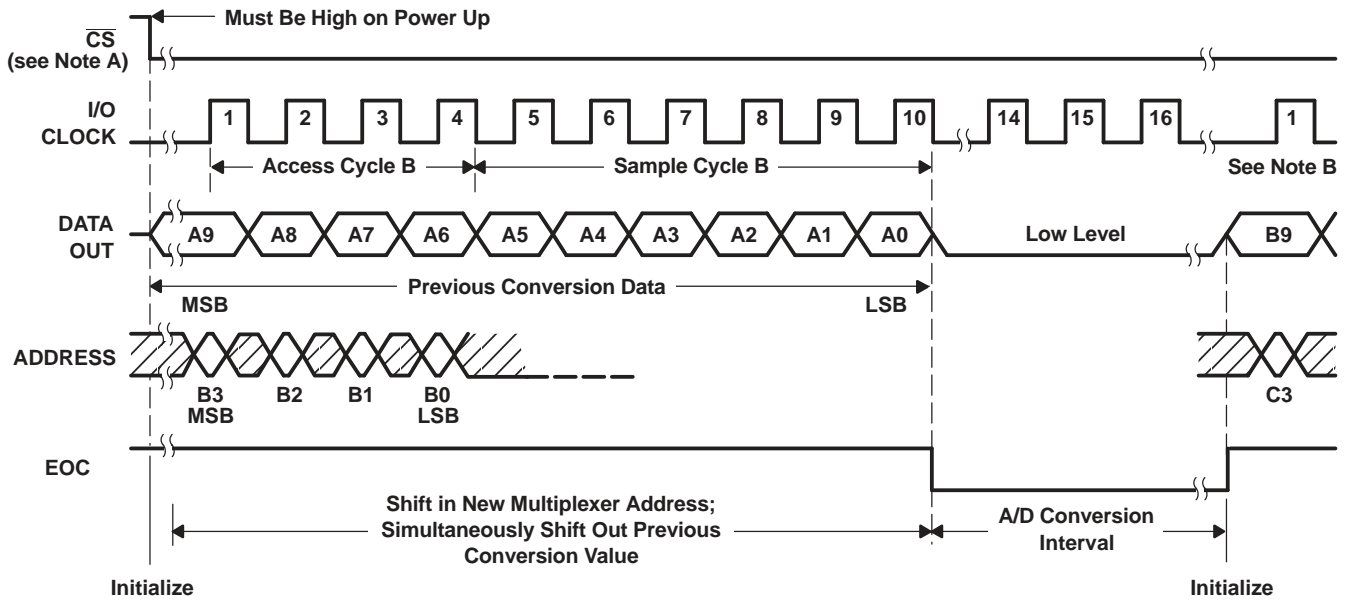 Must Be High on Power Up
CS
(see Note A)
I/O
CLOCK
1 2 3 4 5 6 7 8 9 10 14 15 16 1
Access Cycle B Sample Cycle B See Note B
DATA
OUT
A9 A8 A7 A6 A5 A4 A3 A2 A1 A0 Low Level B9
Previous Conversion Data
MSB LSB
ADDRESS
B3 B2 B1 B0 C3
MSB LSB
EOC
Shift in New Multiplexer Address;
Simultaneously Shift Out Previous
Conversion Value
A/D Conversion
Interval
Initialize Initialize